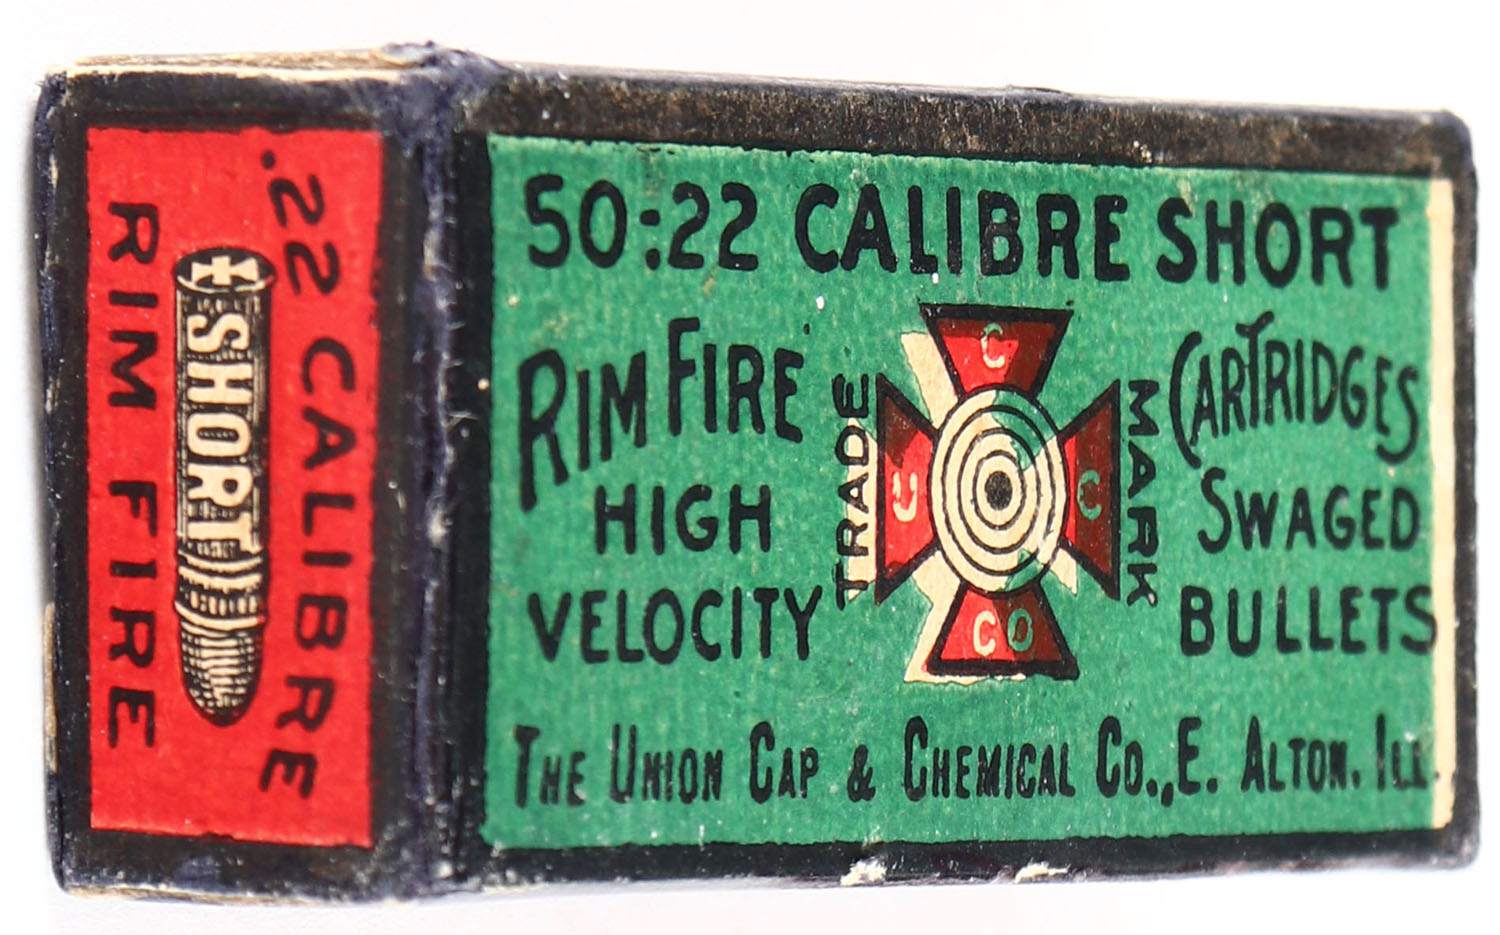 .22 CALIBRE
SHORT
RIM FIRE
50:22 CALIBRE SHORT
RIM FIRE
HIGH
VELOCITY
TRADE
C
U C
CO
MARK
CARTRIDGES
SWAGED
BULLETS
THE UNION CAP & CHEMICAL CO., E. ALTON. ILL.